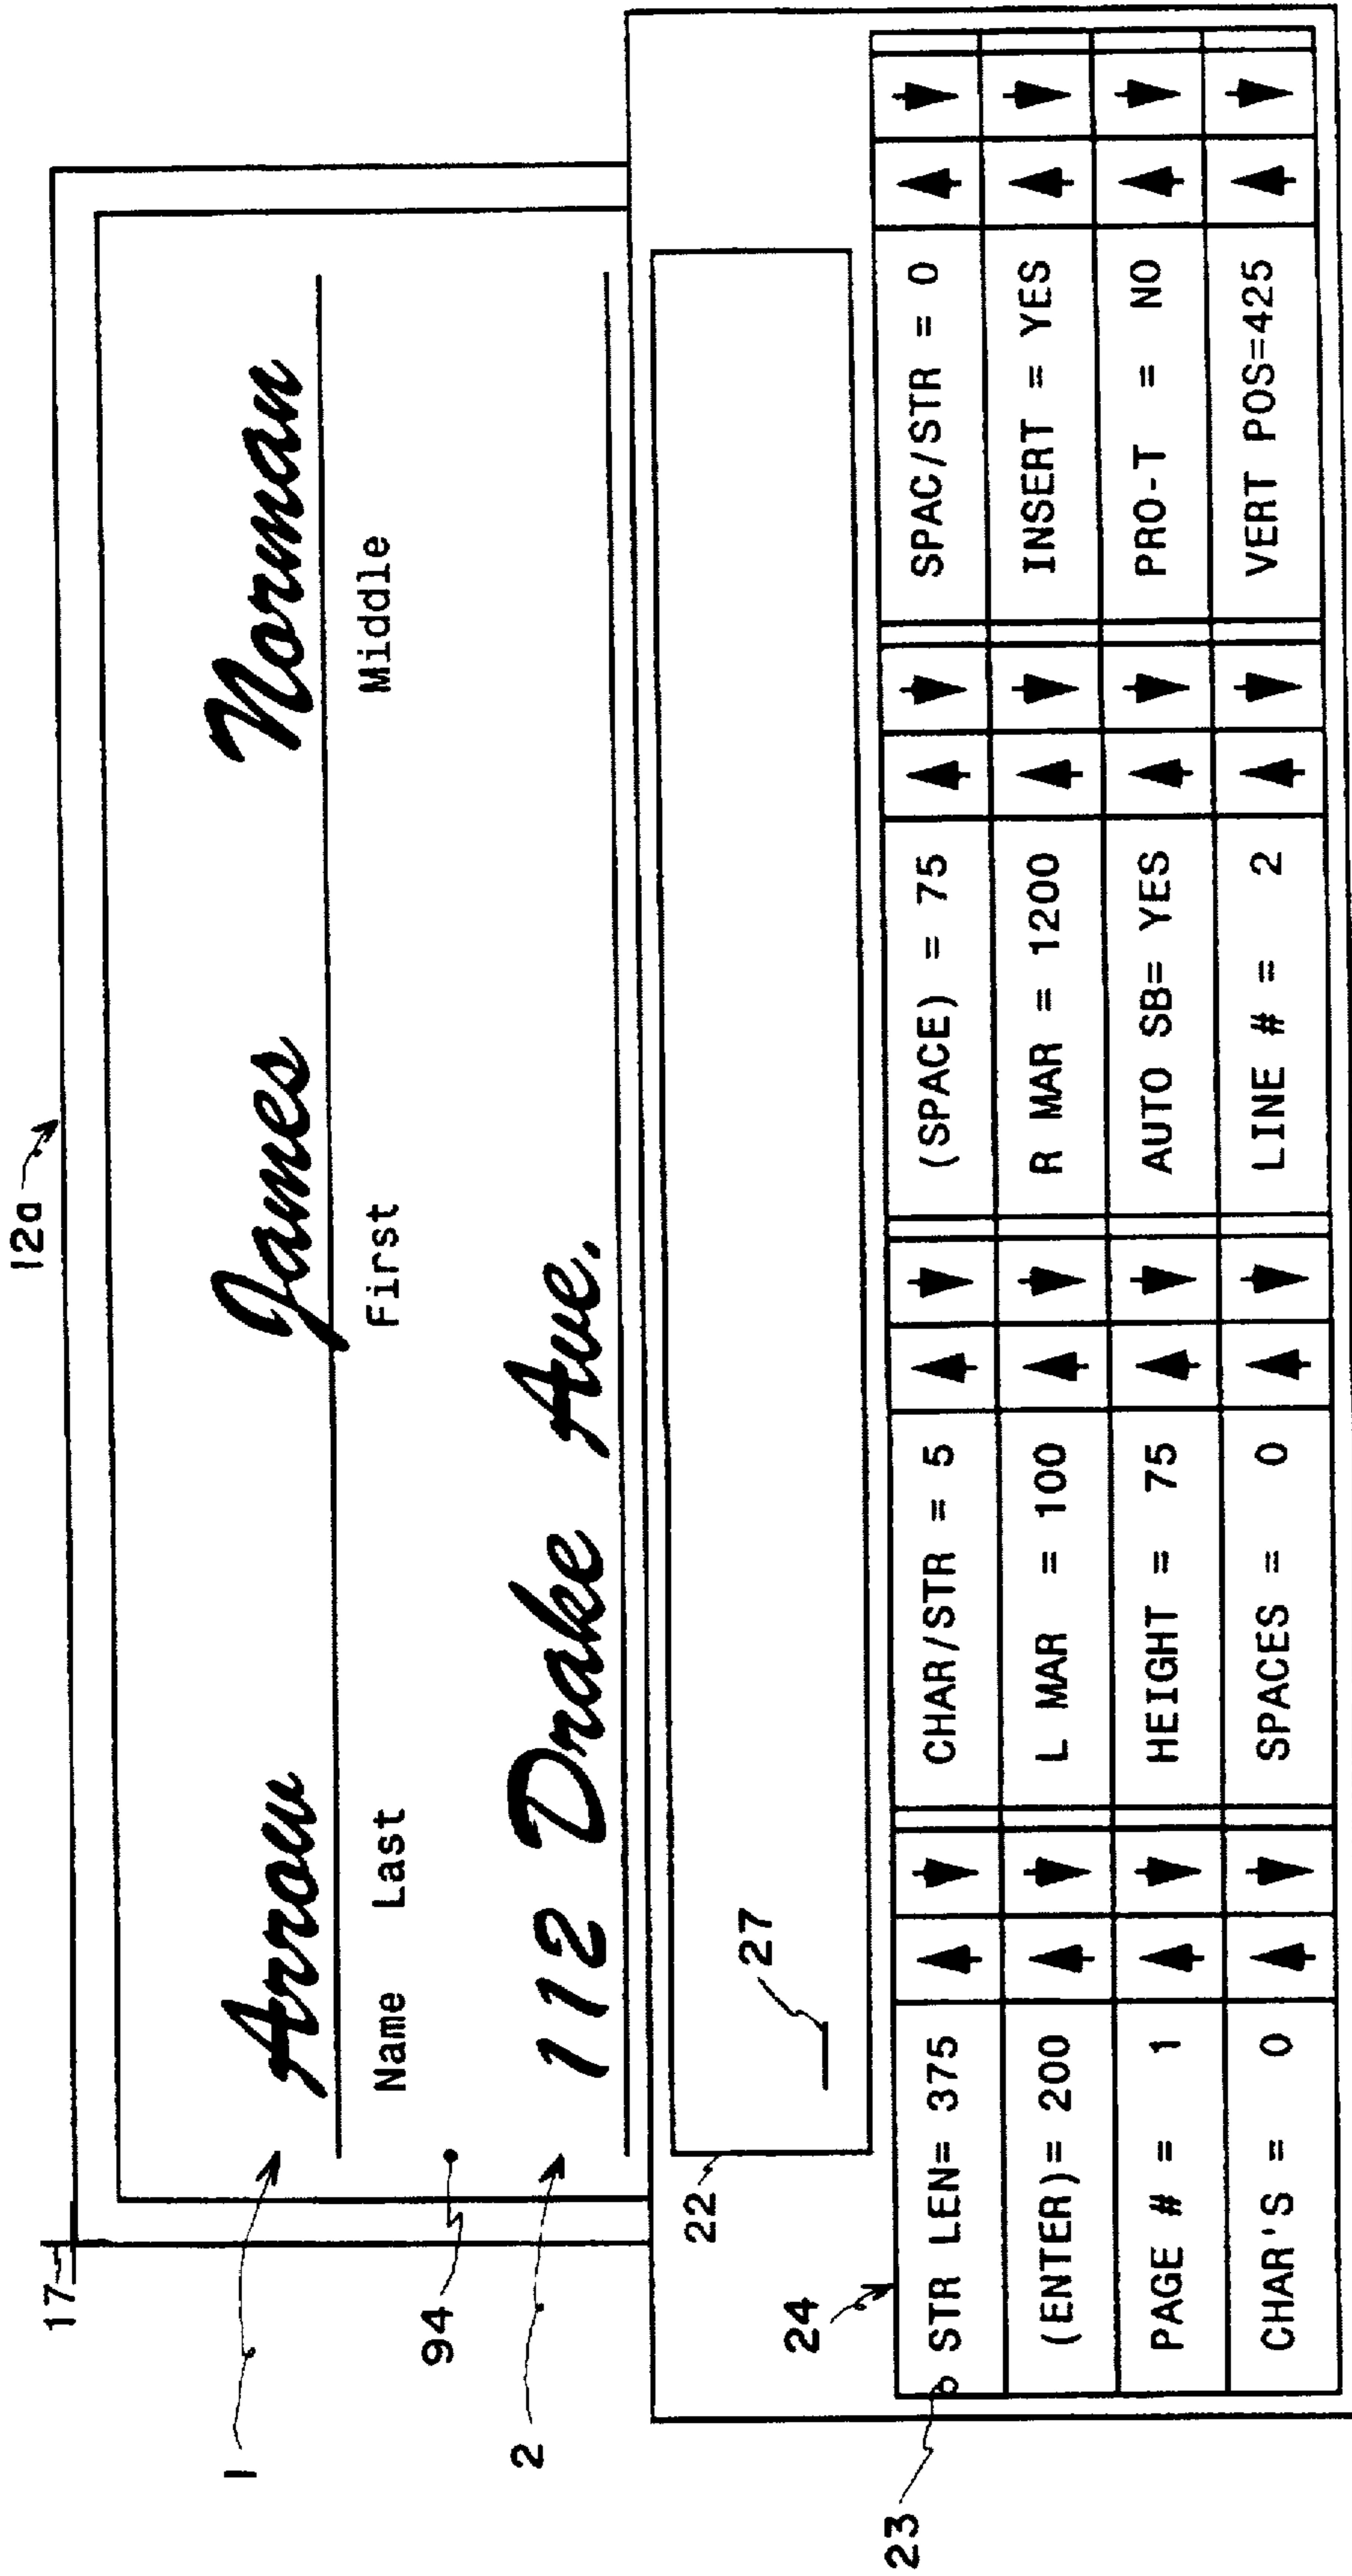 12a
17
1 Arrow James Norman
Name Last First Middle
94
2 112 Drake Ave.
22
27
24
23
STR LEN= 375 CHAR/STR = 5 (SPACE) = 75 SPAC/STR = 0
(ENTER)= 200 L MAR = 100 R MAR = 1200 INSERT = YES
PAGE # = 1 HEIGHT = 75 AUTO SB= YES PRO-T = NO
CHAR'S = 0 SPACES = 0 LINE # = 2 VERT POS=425